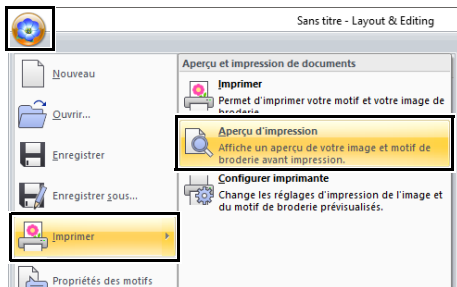 Sans titre - Layout & Editing
Nouveau
Ouvrir...
Enregistrer
Enregistrer sous...
Imprimer
Propriétés des motifs
Aperçu et impression de documents
Imprimer
Permet d'imprimer votre motif et votre image de
broderie.
Aperçu d'impression
Affiche un aperçu de votre image et motif de
broderie avant impression.
Configurer imprimante
Change les réglages d'impression de l'image et
du motif de broderie prévisualisés.